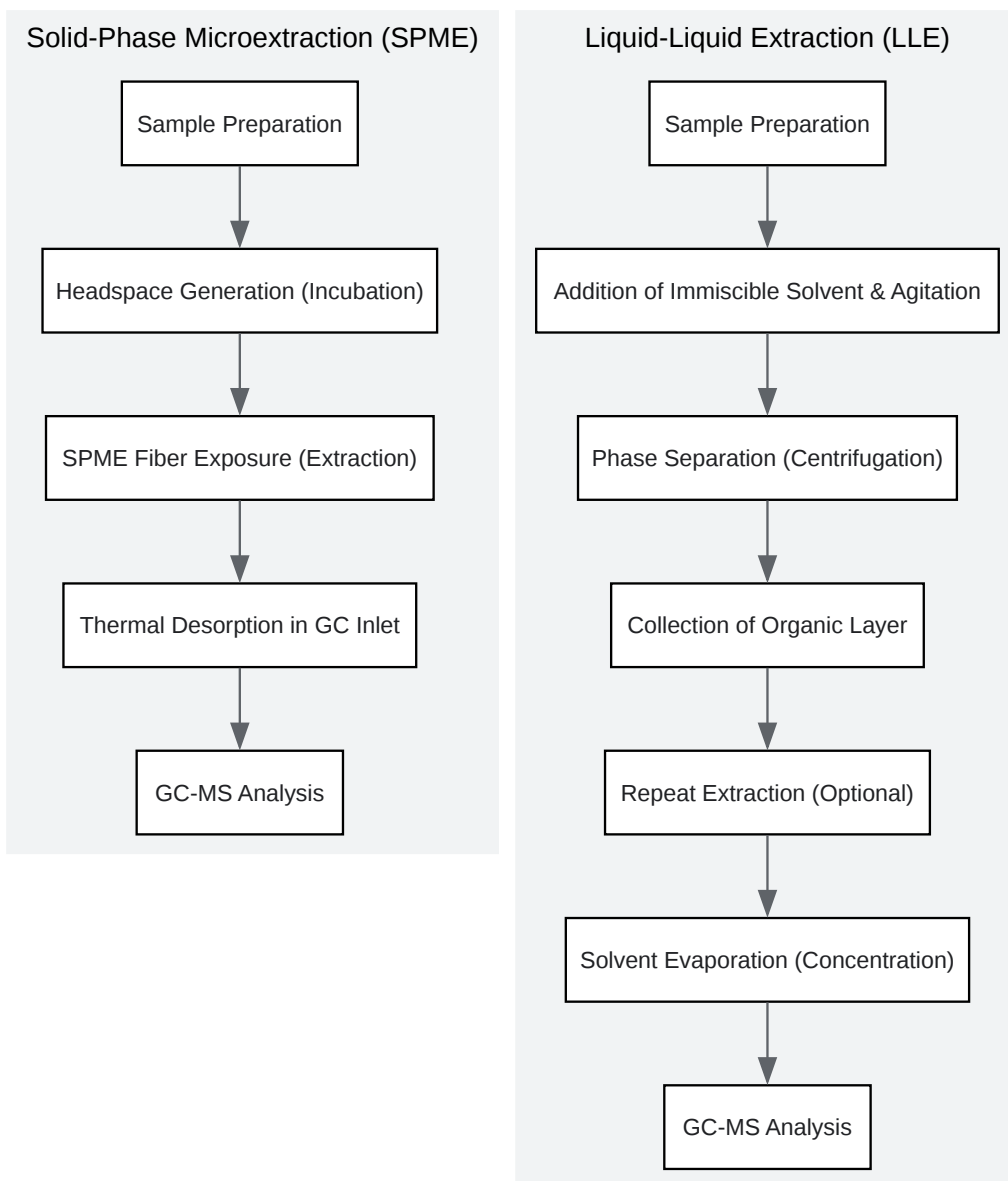 Solid-Phase Microextraction (SPME)
Sample Preparation
Headspace Generation (Incubation)
SPME Fiber Exposure (Extraction)
Thermal Desorption in GC Inlet
GC-MS Analysis
Liquid-Liquid Extraction (LLE)
Sample Preparation
Addition of Immiscible Solvent & Agitation
Phase Separation (Centrifugation)
Collection of Organic Layer
Repeat Extraction (Optional)
Solvent Evaporation (Concentration)
GC-MS Analysis